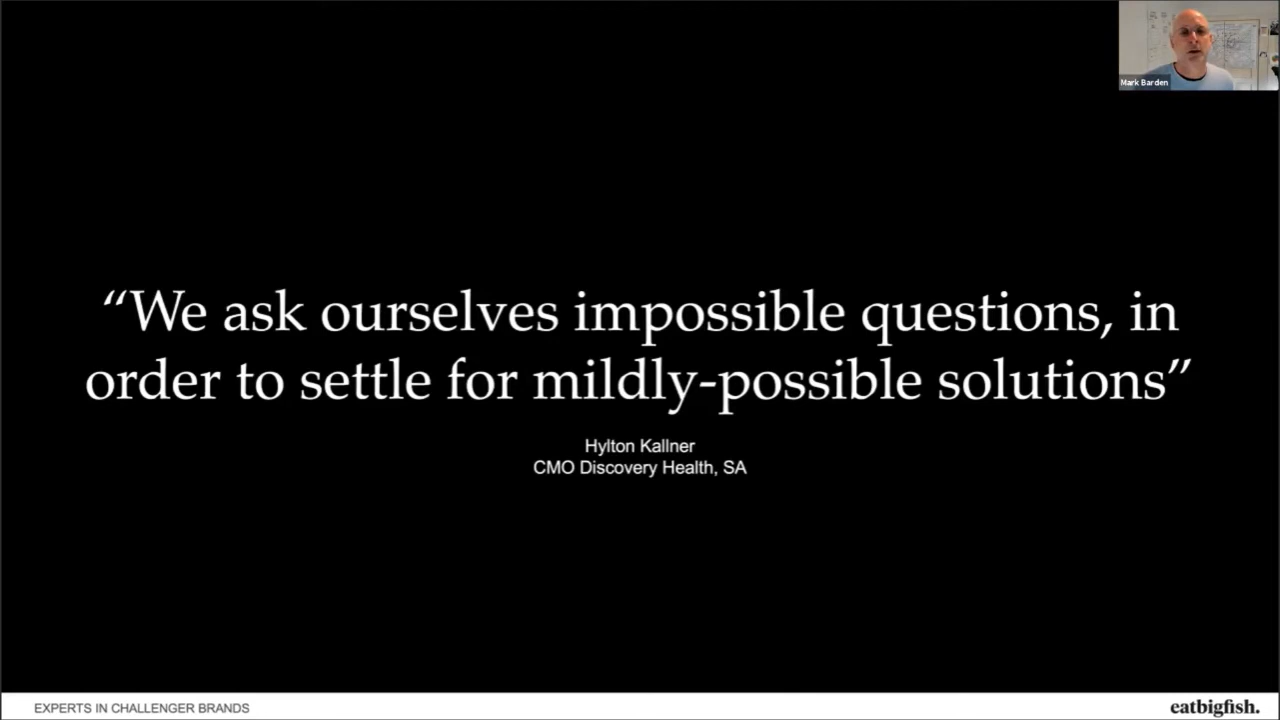 Mark Barden
“We ask ourselves impossible questions, in
order to settle for mildly-possible solutions”
Hylton Kallner
CMO Discovery Health, SA
EXPERTS IN CHALLENGER BRANDS
eatbigfish.